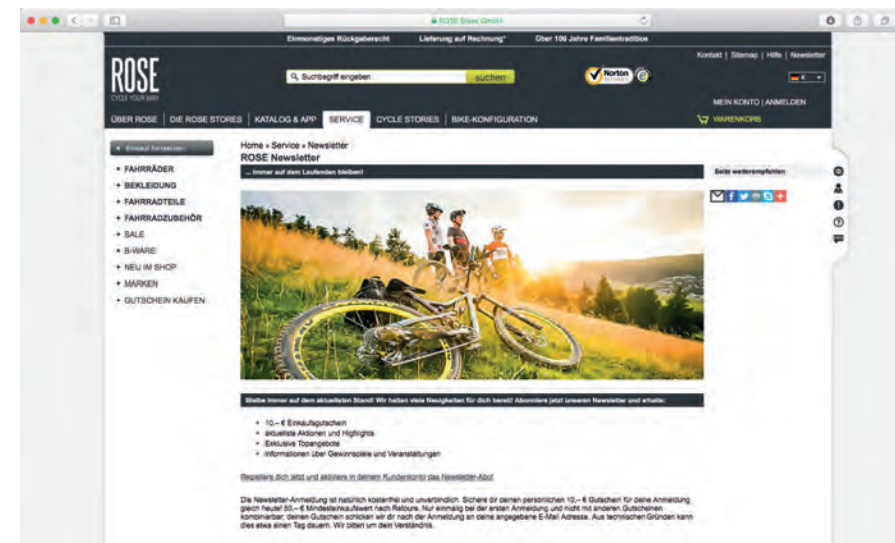 ROSE Bikes GmbH
Einmonatiges Rückgaberecht Lieferung auf Rechnung* Über 100 Jahre Familientradition
Kontakt | Sitemap | Hilfe | Newsletter
ROSE
CYCLE YOUR WAY
Suchbegriff eingeben suchen
Norton
€
MEIN KONTO | ANMELDEN
WARENKORB
ÜBER ROSE | DIE ROSE STORES | KATALOG & APP SERVICE CYCLE STORIES | BIKE-KONFIGURATION
Einkauf fortsetzen
Home » Service » Newsletter
ROSE Newsletter
... immer auf dem Laufenden bleiben!
Seite weiterempfehlen
FAHRRÄDER
BEKLEIDUNG
FAHRRADTEILE
FAHRRADZUBEHÖR
SALE
B-WARE
NEU IM SHOP
MARKEN
GUTSCHEIN KAUFEN
Bleibe immer auf dem aktuellsten Stand! Wir halten viele Neuigkeiten für dich bereit! Abonniere jetzt unseren Newsletter und erhalte:
10,– € Einkaufsgutschein
aktuellste Aktionen und Highlights
Exklusive Topangebote
Informationen über Gewinnspiele und Veranstaltungen
Registriere dich jetzt und aktiviere in deinem Kundenkonto das Newsletter-Abo!
Die Newsletter-Anmeldung ist natürlich kostenfrei und unverbindlich. Sichere dir deinen persönlichen 10,– € Gutschein für deine Anmeldung
gleich heute! 50,– € Mindesteinkaufswert nach Retoure. Nur einmalig bei der ersten Anmeldung und nicht mit anderen Gutscheinen
kombinierbar; deinen Gutschein schicken wir dir nach der Anmeldung an deine angegebene E-Mail Adresse. Aus technischen Gründen kann
dies etwa einen Tag dauern. Wir bitten um dein Verständnis.